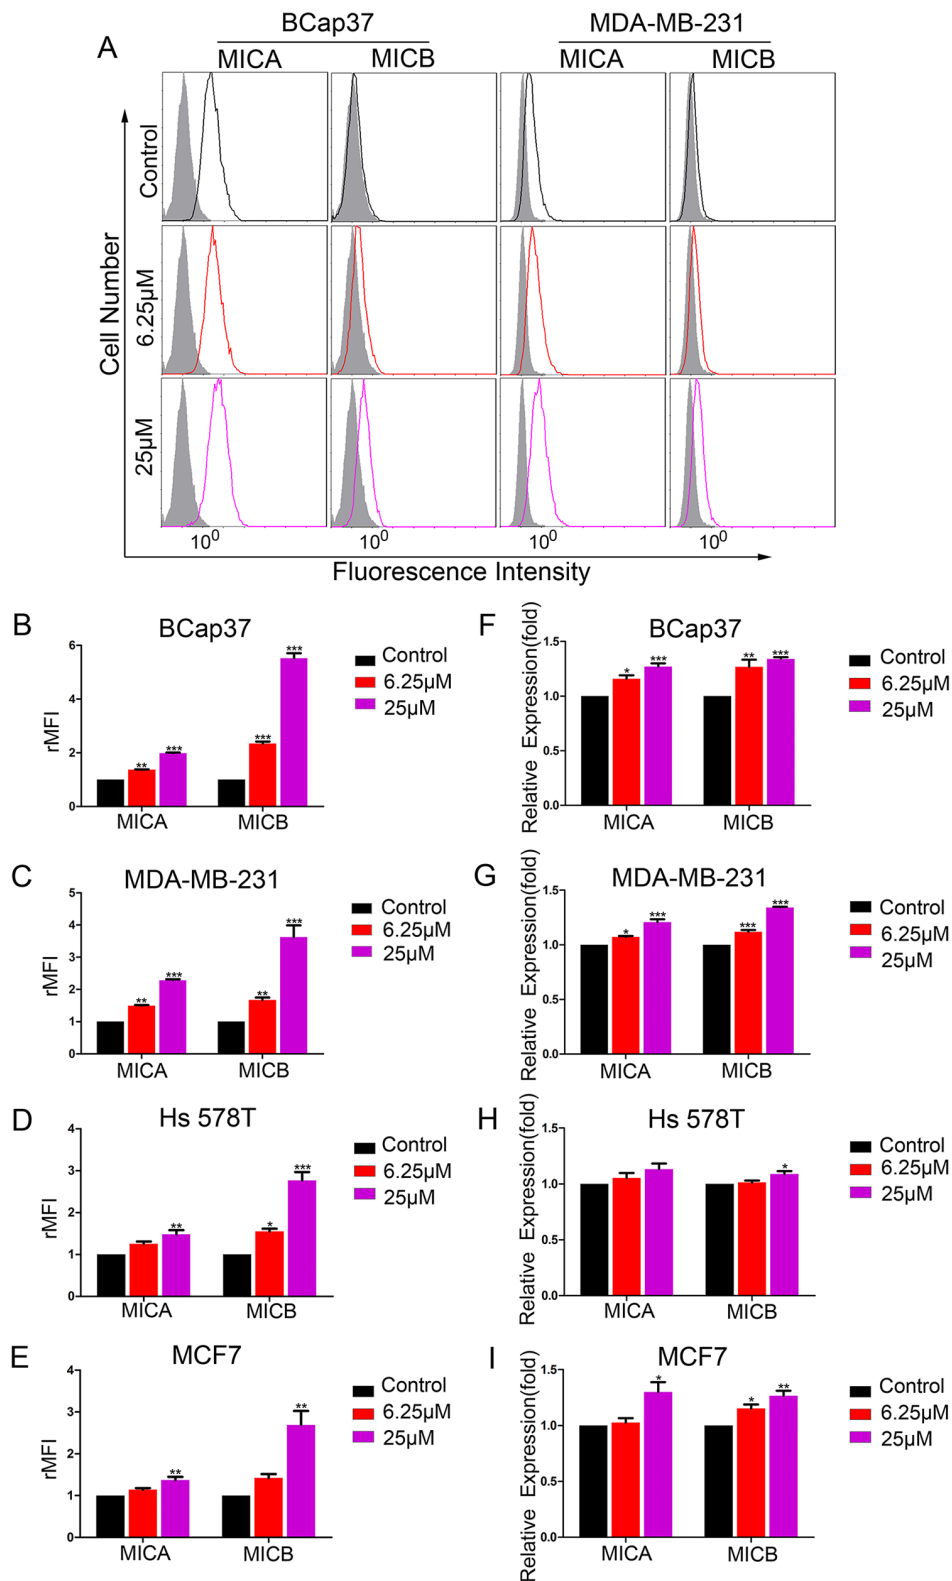 A
BCap37
MDA-MB-231
MICA
MICB
MICA
MICB
Cell Number
Control
6.25μM
25μM
10⁰
10⁰
10⁰
10⁰
Fluorescence Intensity
B
BCap37
rMFI
6
4
2
0
**
***
***
***
MICA
MICB
Control
6.25μM
25μM
F
BCap37
Relative Expression(fold)
1.5
1.0
0.5
0.0
*
***
**
***
MICA
MICB
Control
6.25μM
25μM
C
MDA-MB-231
rMFI
5
4
3
2
1
0
**
***
**
***
MICA
MICB
Control
6.25μM
25μM
G
MDA-MB-231
Relative Expression(fold)
1.5
1.0
0.5
0.0
*
***
***
***
MICA
MICB
Control
6.25μM
25μM
D
Hs 578T
rMFI
4
3
2
1
0
**
*
***
MICA
MICB
Control
6.25μM
25μM
H
Hs 578T
Relative Expression(fold)
1.5
1.0
0.5
0.0
*
MICA
MICB
Control
6.25μM
25μM
E
MCF7
rMFI
4
3
2
1
0
**
**
MICA
MICB
Control
6.25μM
25μM
I
MCF7
Relative Expression(fold)
1.5
1.0
0.5
0.0
*
*
**
MICA
MICB
Control
6.25μM
25μM